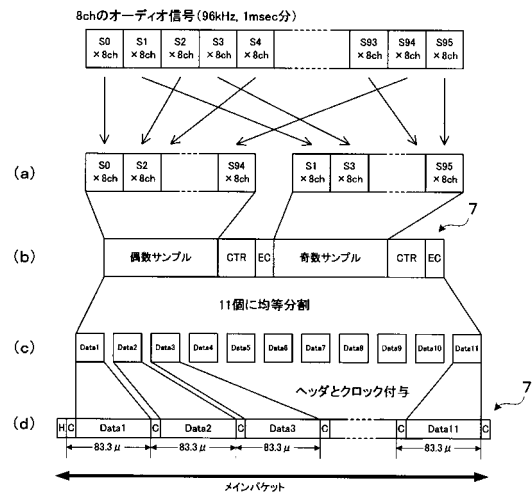 8chのオーディオ信号(96kHz, 1msec分)
S0 ×8ch S1 ×8ch S2 ×8ch S3 ×8ch S4 ×8ch S93 ×8ch S94 ×8ch S95 ×8ch
(a) S0 ×8ch S2 ×8ch S94 ×8ch S1 ×8ch S3 ×8ch S95 ×8ch
7
(b) 偶数サンプル CTR EC 奇数サンプル CTR EC
11個に均等分割
(c) Data1 Data2 Data3 Data4 Data5 Data6 Data7 Data8 Data9 Data10 Data11
ヘッダとクロック付与
7
(d) H C Data1 C Data2 C Data3 C C Data11 C
83.3μ 83.3μ 83.3μ 83.3μ
メインパケット